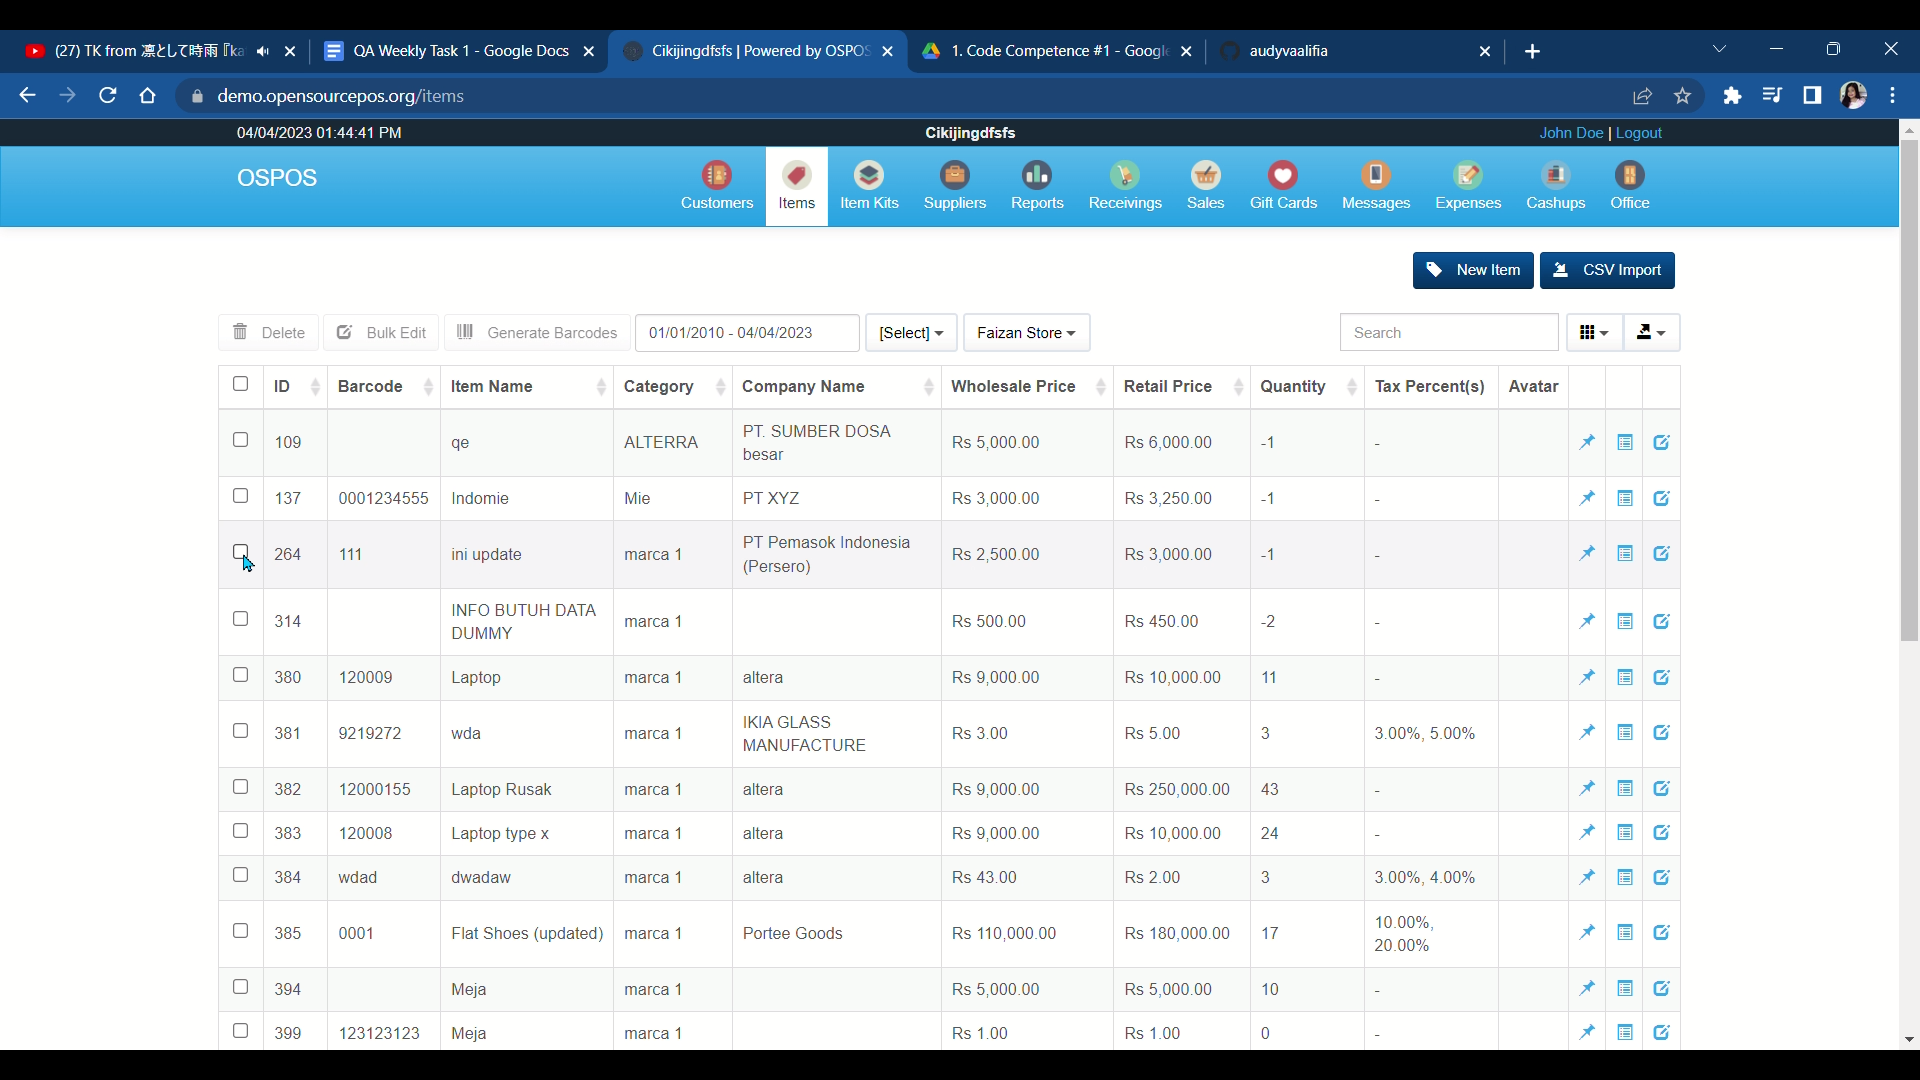 (27) TK from 凛として時雨『ka
QA Weekly Task 1 - Google Docs
Cikijingdfsfs | Powered by OSPOS
1. Code Competence #1 - Google
audyvaalifia
demo.opensourcepos.org/items
04/04/2023 01:44:41 PM
Cikijingdfsfs
John Doe | Logout
OSPOS
Customers
Items
Item Kits
Suppliers
Reports
Receivings
Sales
Gift Cards
Messages
Expenses
Cashups
Office
New Item
CSV Import
Delete
Bulk Edit
Generate Barcodes
01/01/2010 - 04/04/2023
[Select]
Faizan Store
Search
ID Barcode Item Name Category Company Name Wholesale Price Retail Price Quantity Tax Percent(s) Avatar
109 qe ALTERRA PT. SUMBER DOSA Rs 5,000.00 Rs 6,000.00 -1 -
besar
137 0001234555 Indomie Mie PT XYZ Rs 3,000.00 Rs 3,250.00 -1 -
264 111 ini update marca 1 PT Pemasok Indonesia Rs 2,500.00 Rs 3,000.00 -1 -
(Persero)
314 INFO BUTUH DATA marca 1 Rs 500.00 Rs 450.00 -2 -
DUMMY
380 120009 Laptop marca 1 altera Rs 9,000.00 Rs 10,000.00 11 -
381 9219272 wda marca 1 IKIA GLASS Rs 3.00 Rs 5.00 3 3.00%, 5.00%
MANUFACTURE
382 12000155 Laptop Rusak marca 1 altera Rs 9,000.00 Rs 250,000.00 43 -
383 120008 Laptop type x marca 1 altera Rs 9,000.00 Rs 10,000.00 24 -
384 wdad dwadaw marca 1 altera Rs 43.00 Rs 2.00 3 3.00%, 4.00%
385 0001 Flat Shoes (updated) marca 1 Portee Goods Rs 110,000.00 Rs 180,000.00 17 10.00%,
20.00%
394 Meja marca 1 Rs 5,000.00 Rs 5,000.00 10 -
399 123123123 Meja marca 1 Rs 1.00 Rs 1.00 0 -